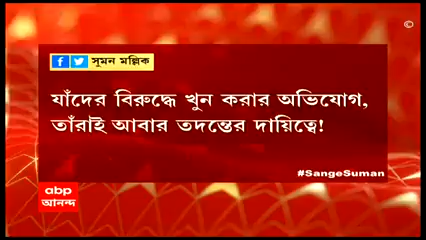 ©
সুমন মল্লিক
যাঁদের বিরুদ্ধে খুন করার অভিযোগ,
তাঁরাই আবার তদন্তের দায়িত্বে!
#SangeSuman
abp
আনন্দ